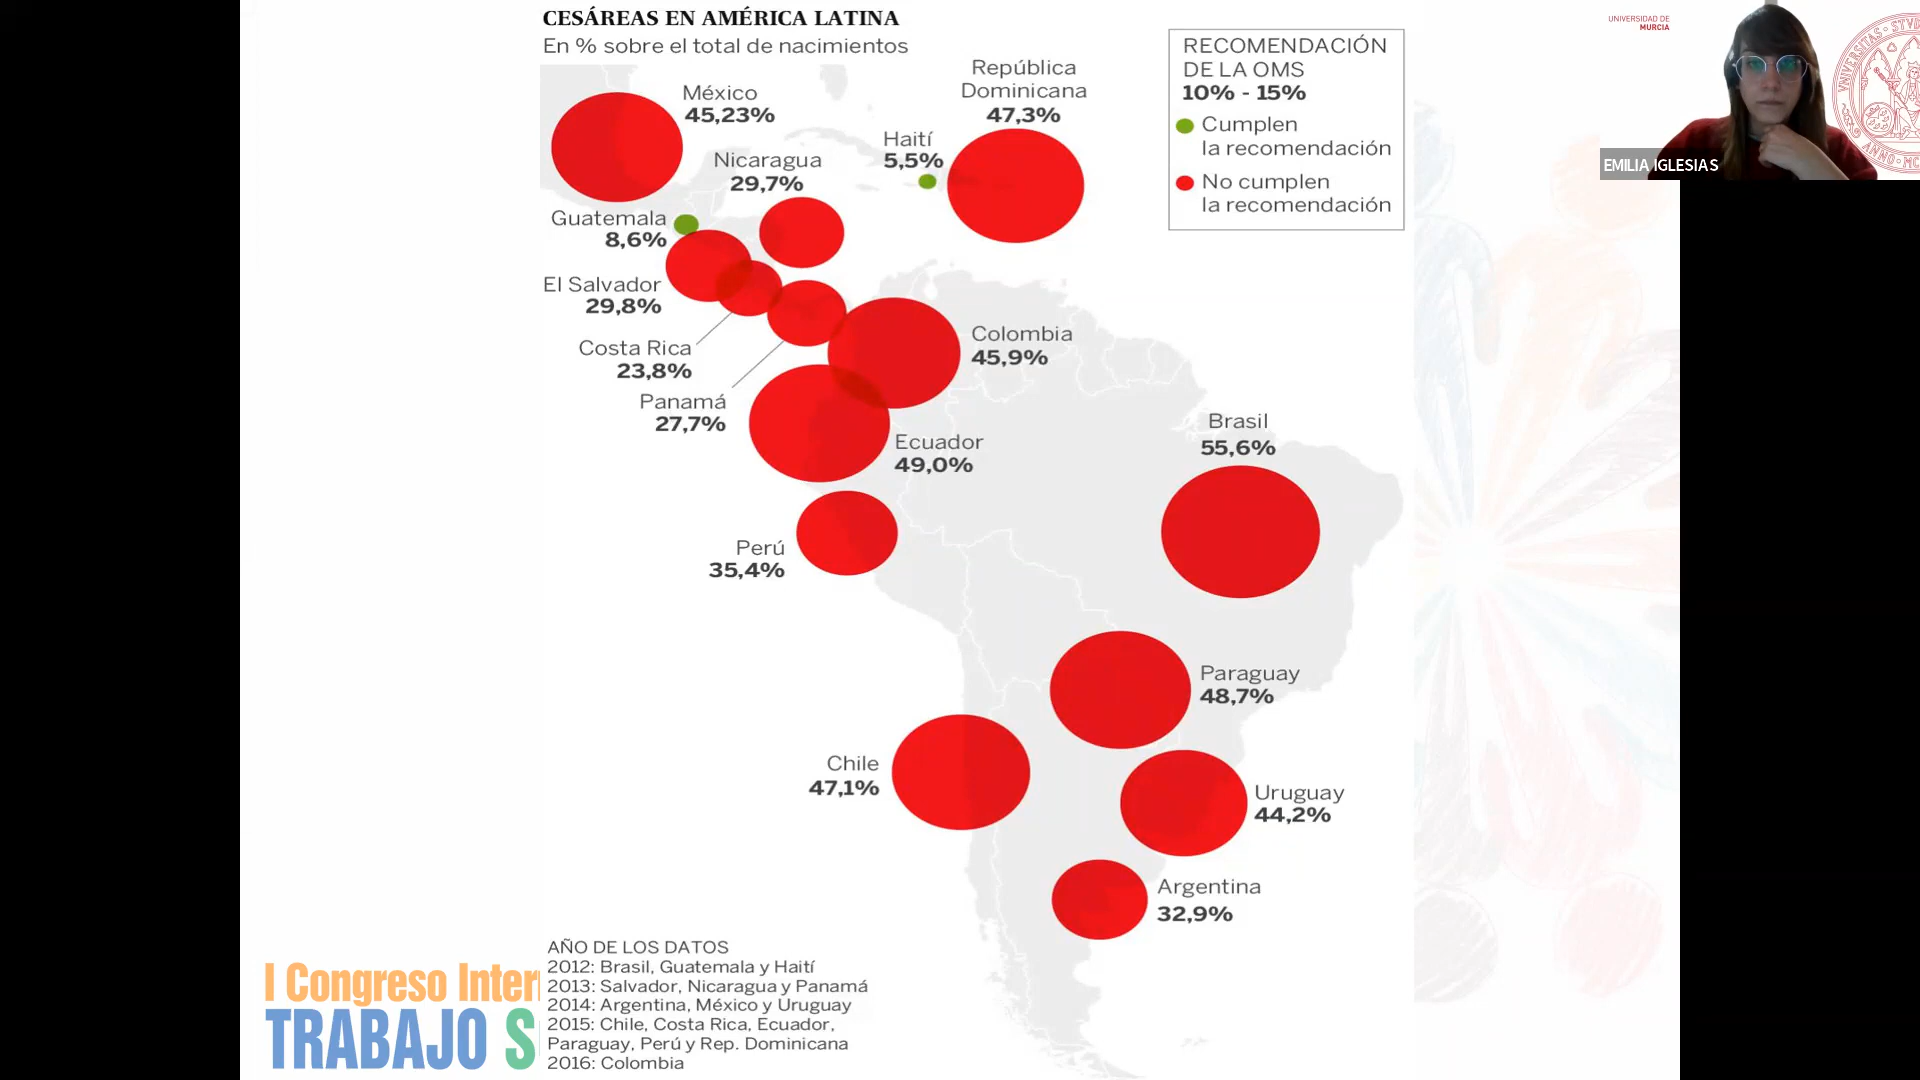 CESÁREAS EN AMÉRICA LATINA
En % sobre el total de nacimientos
México
45,23%
República
Dominicana
47,3%
Haití
5,5%
Nicaragua
29,7%
Guatemala
8,6%
El Salvador
29,8%
Costa Rica
23,8%
Panamá
27,7%
Colombia
45,9%
Ecuador
49,0%
Brasil
55,6%
Perú
35,4%
Paraguay
48,7%
Chile
47,1%
Uruguay
44,2%
Argentina
32,9%
RECOMENDACIÓN
DE LA OMS
10% - 15%
Cumplen
la recomendación
No cumplen
la recomendación
AÑO DE LOS DATOS
2012: Brasil, Guatemala y Haití
2013: Salvador, Nicaragua y Panamá
2014: Argentina, México y Uruguay
2015: Chile, Costa Rica, Ecuador,
Paraguay, Perú y Rep. Dominicana
2016: Colombia
I Congreso Inter
TRABAJO S
UNIVERSIDAD DE
MURCIA
EMILIA IGLESIAS